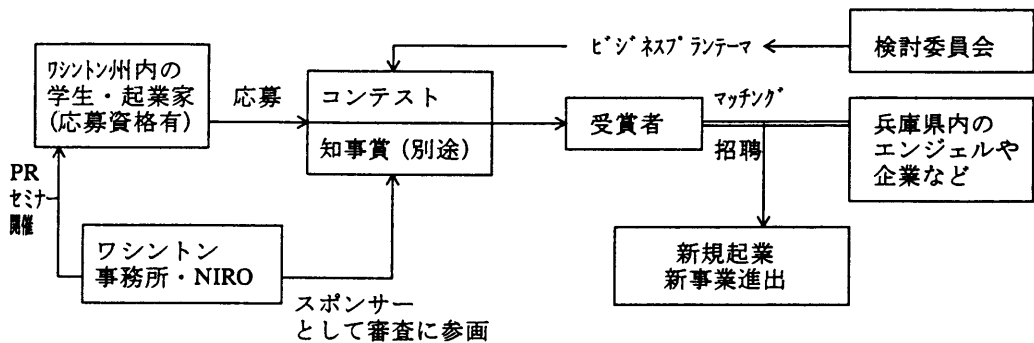 ﾋﾞｼﾞﾈｽﾌﾟﾗﾝﾃｰﾏ
検討委員会
ﾜｼﾝﾄﾝ州内の
学生・起業家
(応募資格有)
応募
コンテスト
知事賞 (別途)
受賞者
ﾏｯﾁﾝｸﾞ
招聘
兵庫県内の
エンジェルや
企業など
PR
ｾﾐﾅｰ
開催
ワシントン
事務所・NIRO
スポンサー
として審査に参画
新規起業
新事業進出